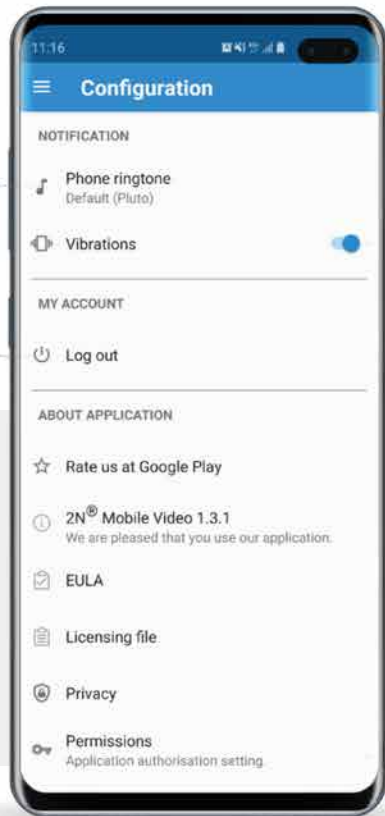 11:16
Configuration
NOTIFICATION
Phone ringtone
Default (Pluto)
Vibrations
MY ACCOUNT
Log out
ABOUT APPLICATION
Rate us at Google Play
2N® Mobile Video 1.3.1
We are pleased that you use our application.
EULA
Licensing file
Privacy
Permissions
Application authorisation setting.